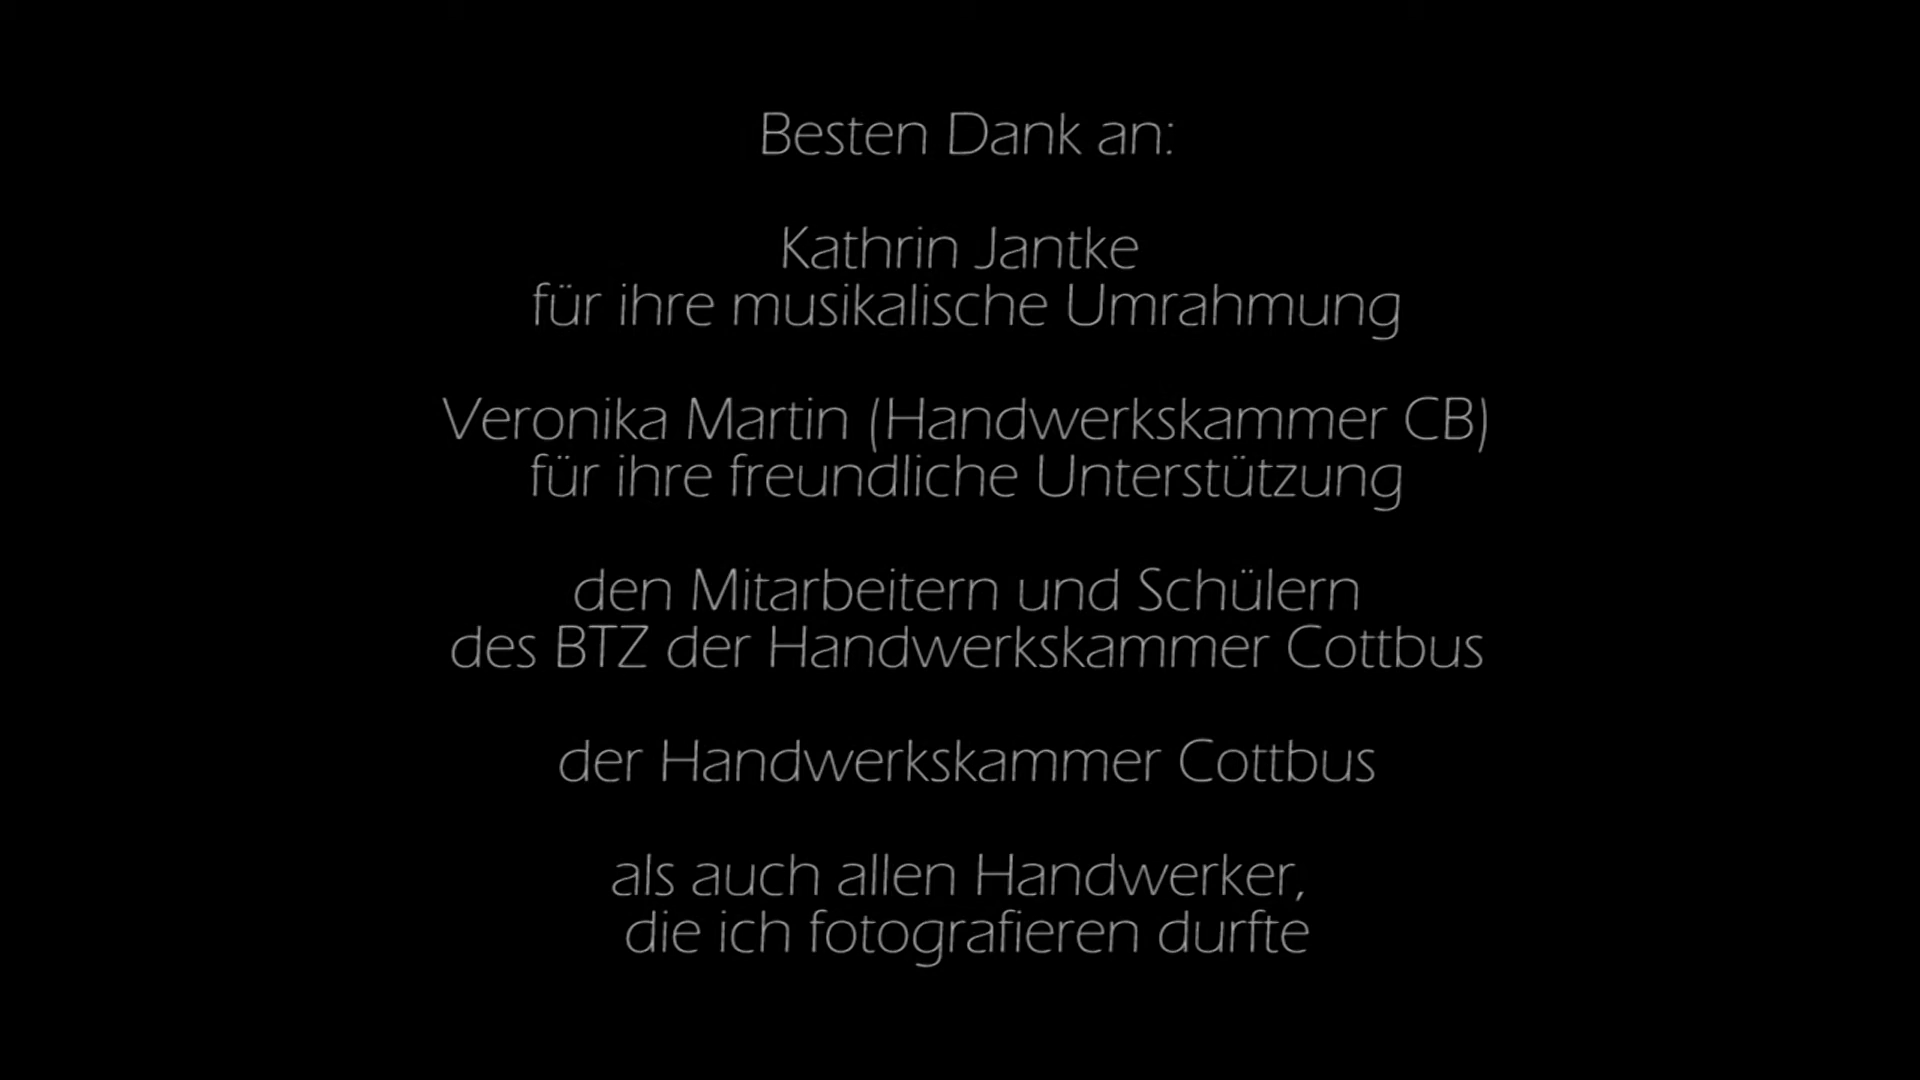 Besten Dank an:
Kathrin Jantke
für ihre musikalische Umrahmung
Veronika Martin (Handwerkskammer CB)
für ihre freundliche Unterstützung
den Mitarbeitern und Schülern
des BTZ der Handwerkskammer Cottbus
der Handwerkskammer Cottbus
als auch allen Handwerker,
die ich fotografieren durfte